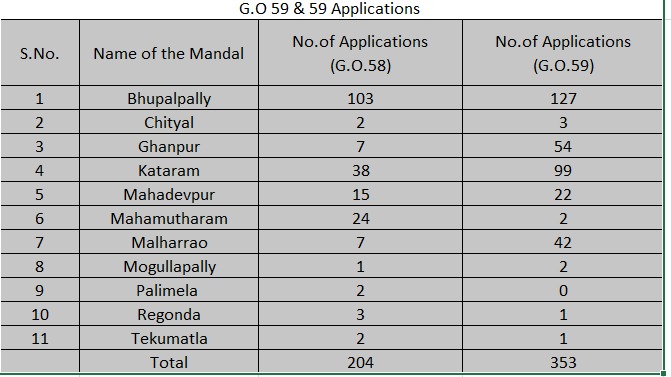 G.O 59 & 59 Applications
S.No. Name of the Mandal No.of Applications (G.O.58) No.of Applications (G.O.59)
1 Bhupalpally 103 127
2 Chityal 2 3
3 Ghanpur 7 54
4 Kataram 38 99
5 Mahadevpur 15 22
6 Mahamutharam 24 2
7 Malharrao 7 42
8 Mogullapally 1 2
9 Palimela 2 0
10 Regonda 3 1
11 Tekumatla 2 1
Total 204 353